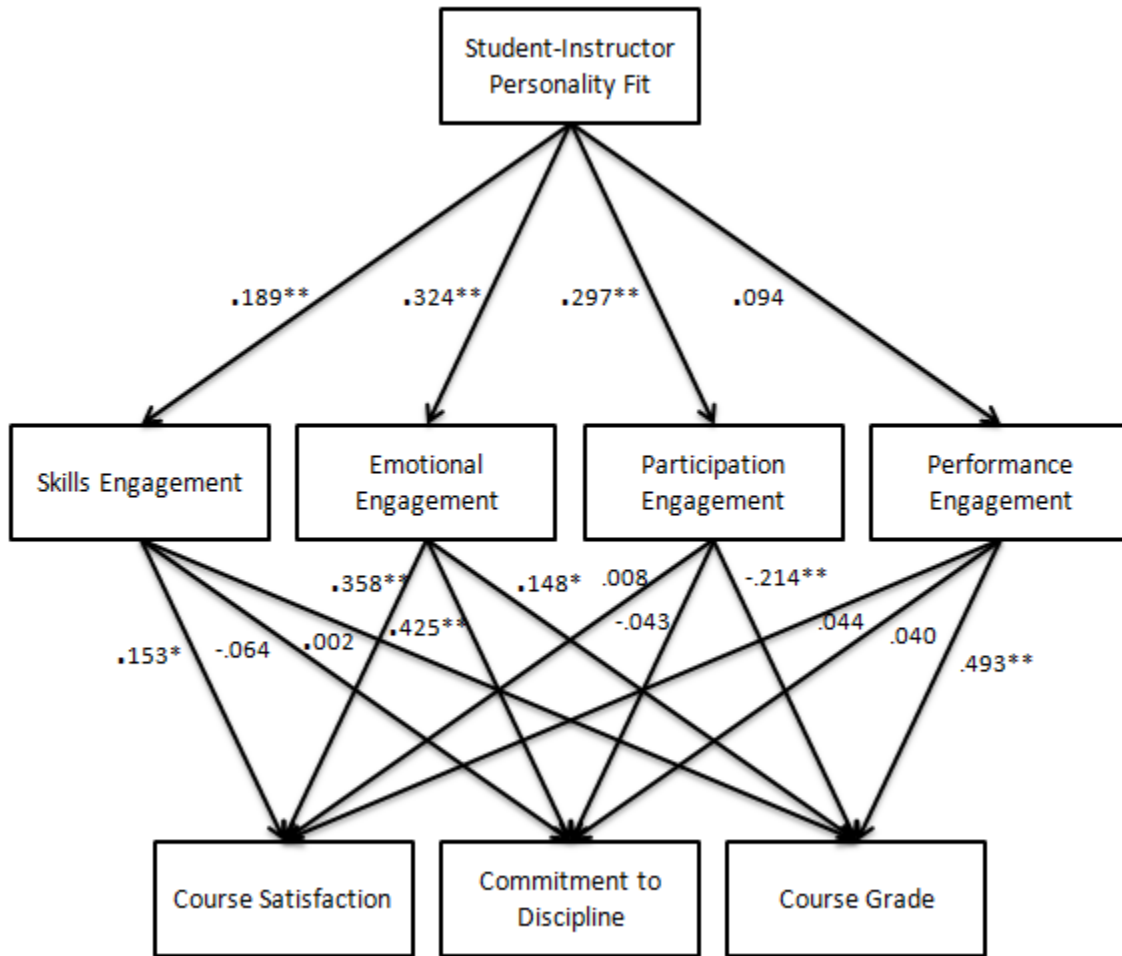 Student-Instructor
Personality Fit
.189**
.324**
.297**
.094
Skills Engagement
Emotional
Engagement
Participation
Engagement
Performance
Engagement
.358**
.148*
.008
-.214**
.153*
-.064
.002
.425**
-.043
.044
.040
.493**
Course Satisfaction
Commitment to
Discipline
Course Grade